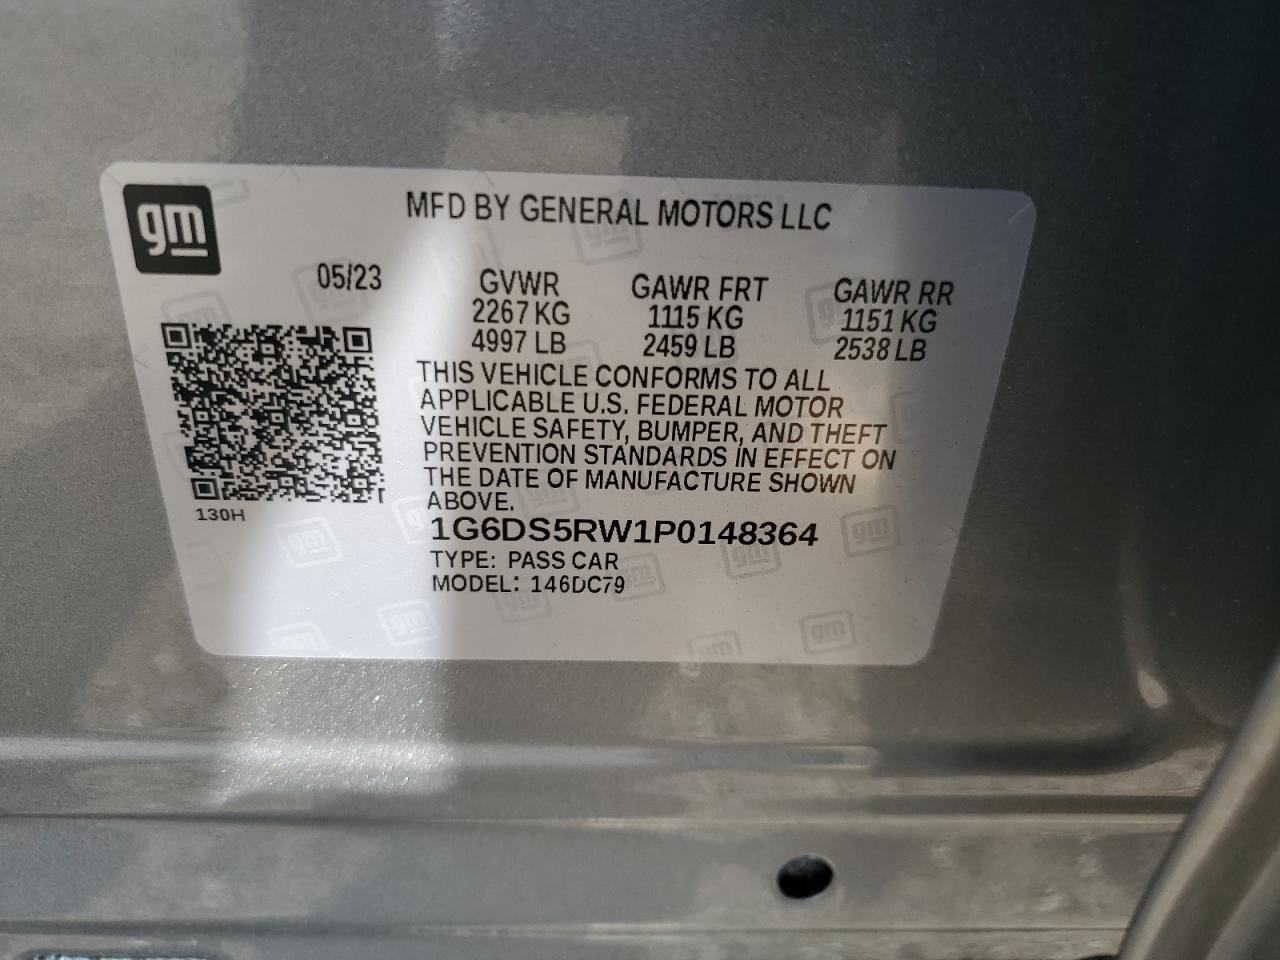 gm
MFD BY GENERAL MOTORS LLC
05/23
GVWR GAWR FRT GAWR RR
2267 KG 1115 KG 1151 KG
4997 LB 2459 LB 2538 LB
THIS VEHICLE CONFORMS TO ALL
APPLICABLE U.S. FEDERAL MOTOR
VEHICLE SAFETY, BUMPER, AND THEFT
PREVENTION STANDARDS IN EFFECT ON
THE DATE OF MANUFACTURE SHOWN
ABOVE.
130H
1G6DS5RW1P0148364
TYPE: PASS CAR
MODEL: 146DC79